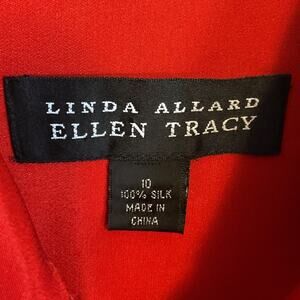 LINDA ALLARD
ELLEN TRACY
10
100% SILK
MADE IN
CHINA